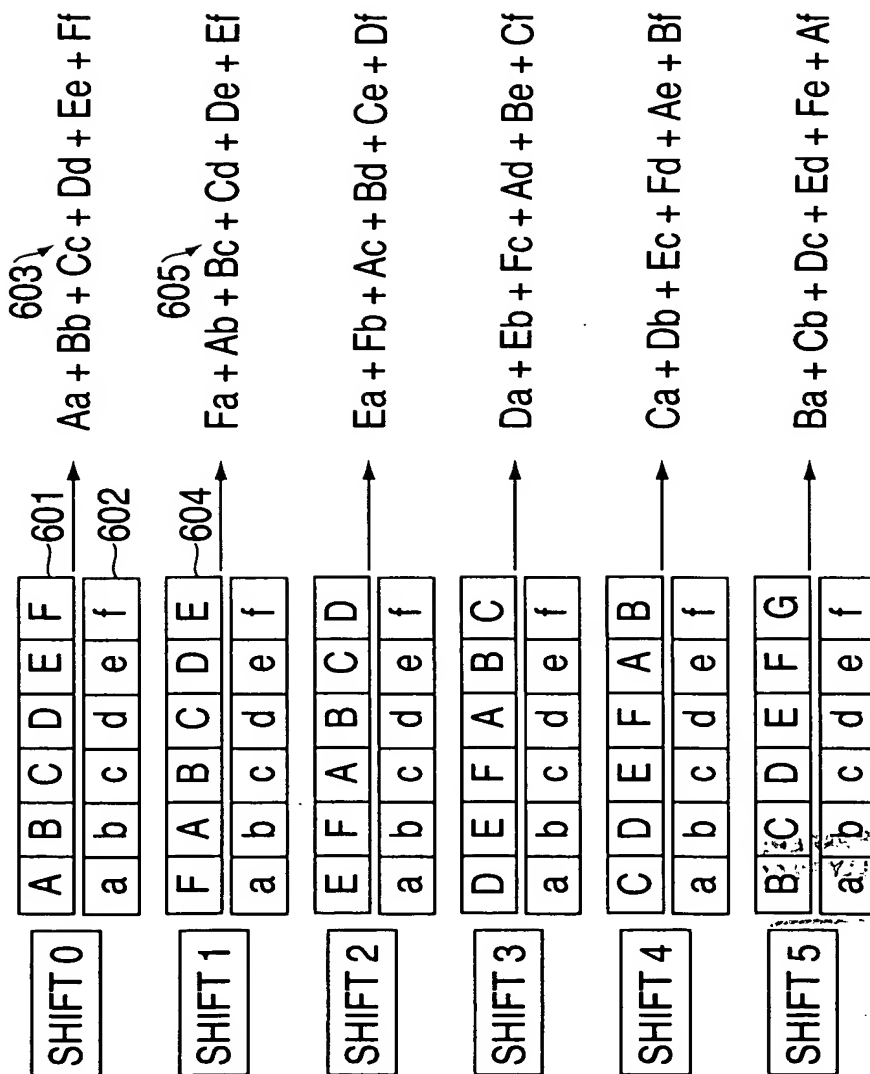 603
SHIFT 0
A B C D E F
601
a b c d e f
602
Aa + Bb + Cc + Dd + Ee + Ff
605
SHIFT 1
F A B C D E
604
a b c d e f
Fa + Ab + Bc + Cd + De + Ef
SHIFT 2
E F A B C D
a b c d e f
Ea + Fb + Ac + Bd + Ce + Df
SHIFT 3
D E F A B C
a b c d e f
Da + Eb + Fc + Ad + Be + Cf
SHIFT 4
C D E F A B
a b c d e f
Ca + Db + Ec + Fd + Ae + Bf
SHIFT 5
B C D E F G
a b c d e f
Ba + Cb + Dc + Ed + Fe + Af